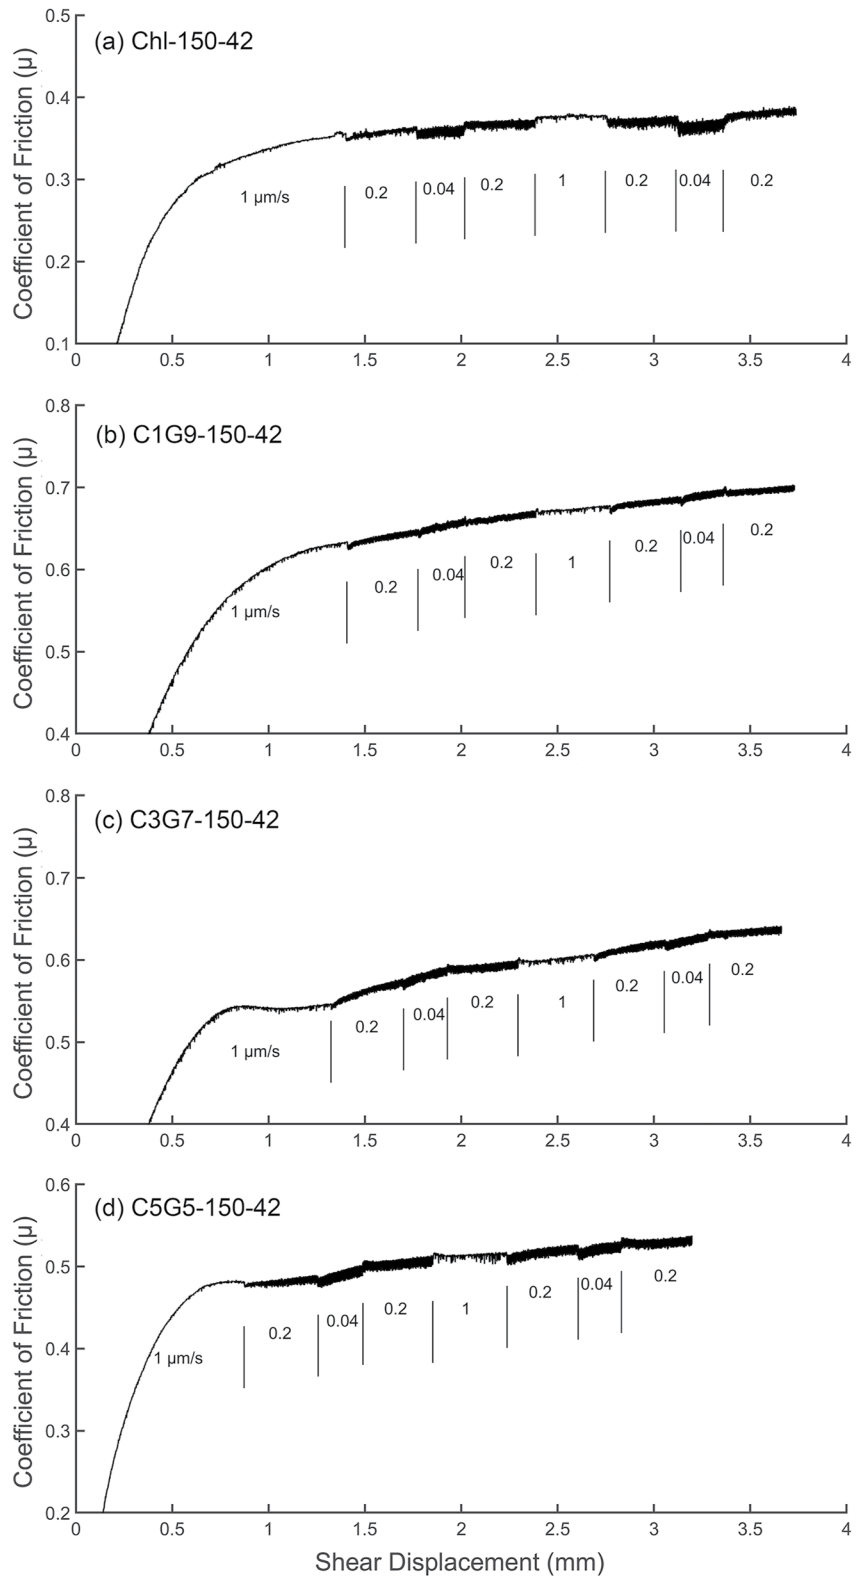 0.5
(a) Chl-150-42
0.4
0.3
0.2
0.1
Coefficient of Friction (μ)
1 μm/s
0.2
0.04
0.2
1
0.2
0.04
0.2
0 0.5 1 1.5 2 2.5 3 3.5 4
0.8
(b) C1G9-150-42
0.7
0.6
0.5
0.4
Coefficient of Friction (μ)
1 μm/s
0.2
0.04
0.2
1
0.2
0.04
0.2
0 0.5 1 1.5 2 2.5 3 3.5 4
0.8
(c) C3G7-150-42
0.7
0.6
0.5
0.4
Coefficient of Friction (μ)
1 μm/s
0.2
0.04
0.2
1
0.2
0.04
0.2
0 0.5 1 1.5 2 2.5 3 3.5 4
0.6
(d) C5G5-150-42
0.5
0.4
0.3
0.2
Coefficient of Friction (μ)
1 μm/s
0.2
0.04
0.2
1
0.2
0.04
0.2
0 0.5 1 1.5 2 2.5 3 3.5 4
Shear Displacement (mm)